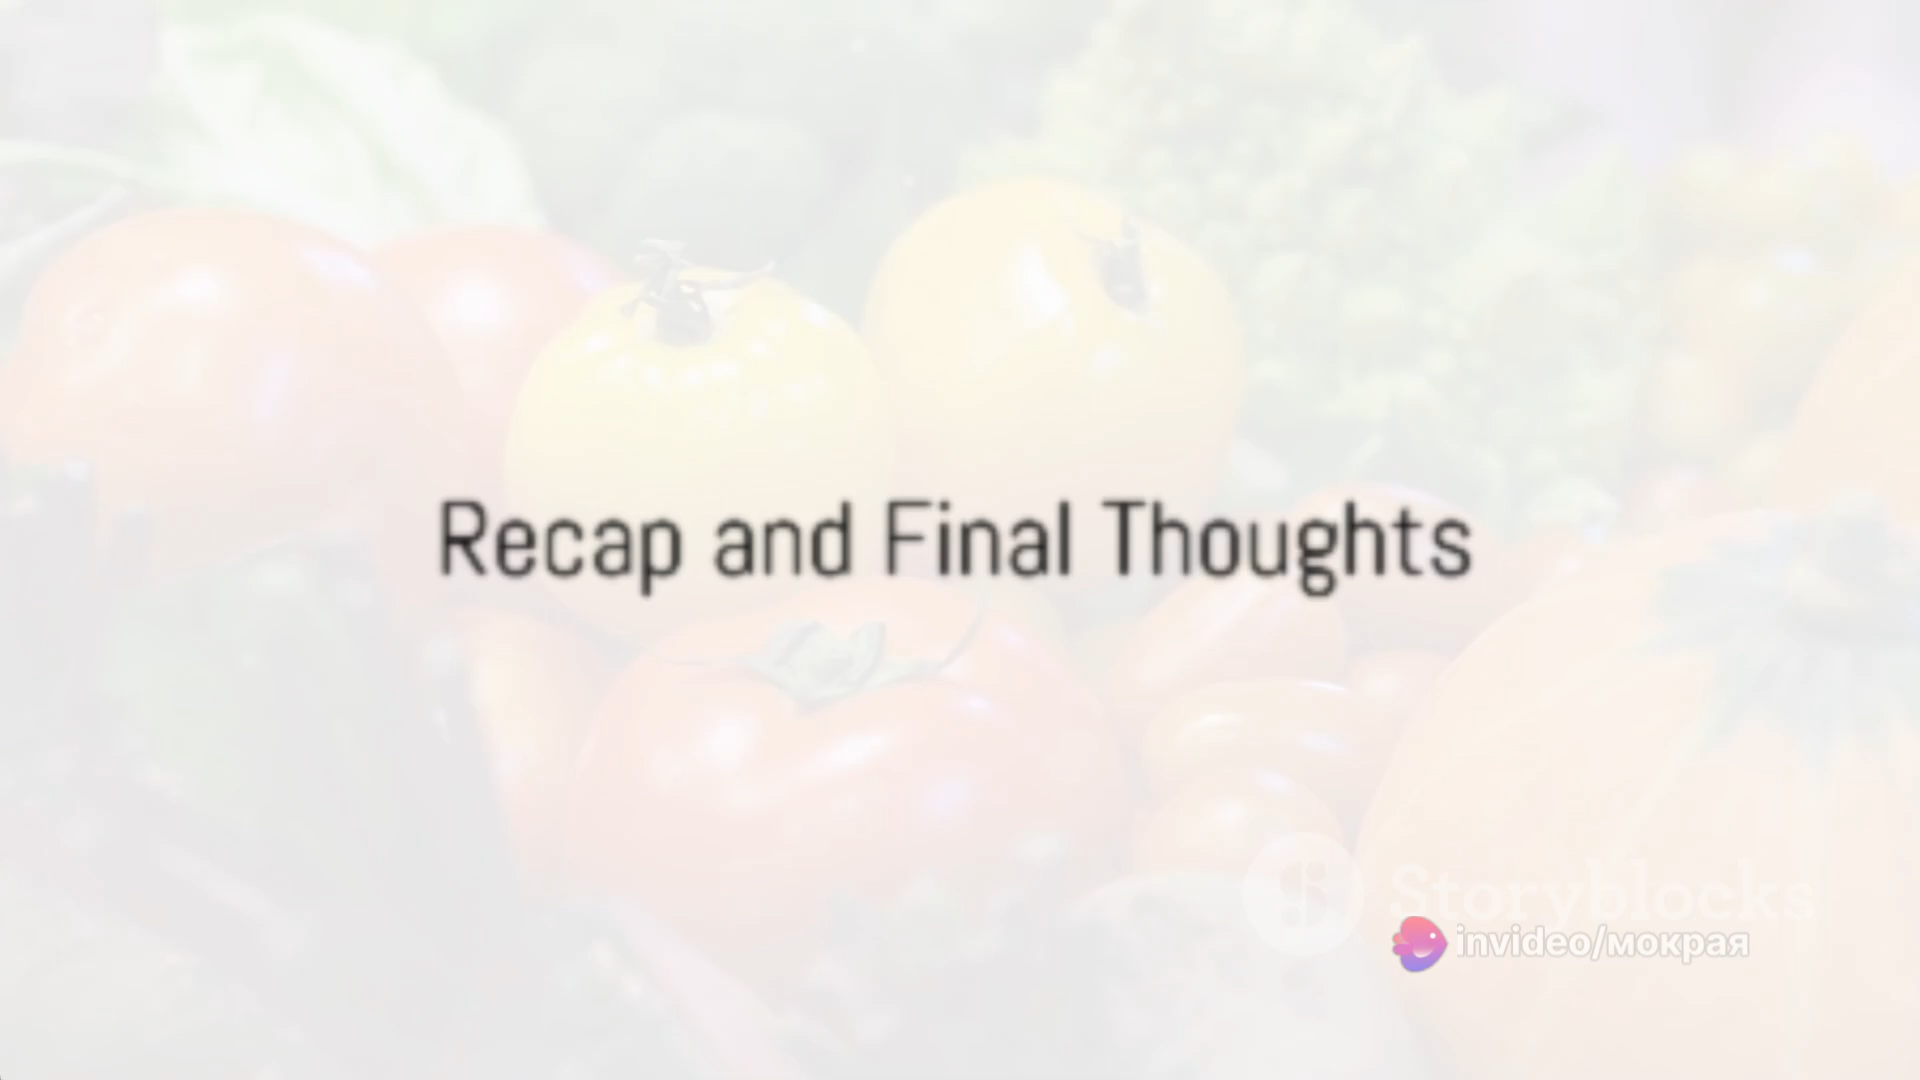 Recap and Final Thoughts
Storyblocks
invideo/мокрая